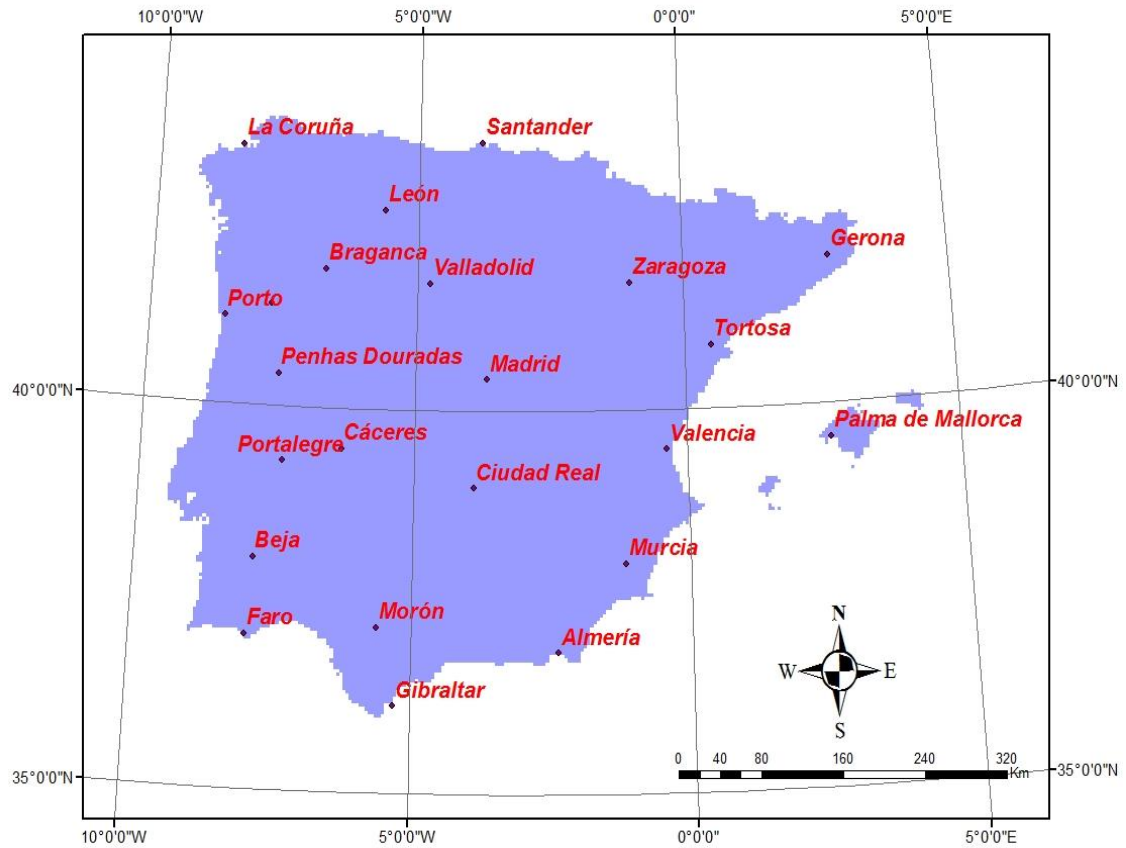 10°0'0"W 5°0'0"W 0°0'0" 5°0'0"E
La Coruña
Santander
León
Gerona
Braganca
Valladolid
Zaragoza
Porto
Tortosa
Penhas Douradas
Madrid
40°0'0"N
40°0'0"N
Palma de Mallorca
Cáceres
Valencia
Portalegre
Ciudad Real
Beja
Murcia
Morón
Faro
N
Almería
W E
Gibraltar
S
0 40 80 160 240 320
Km
35°0'0"N
35°0'0"N
10°0'0"W 5°0'0"W 0°0'0" 5°0'0"E